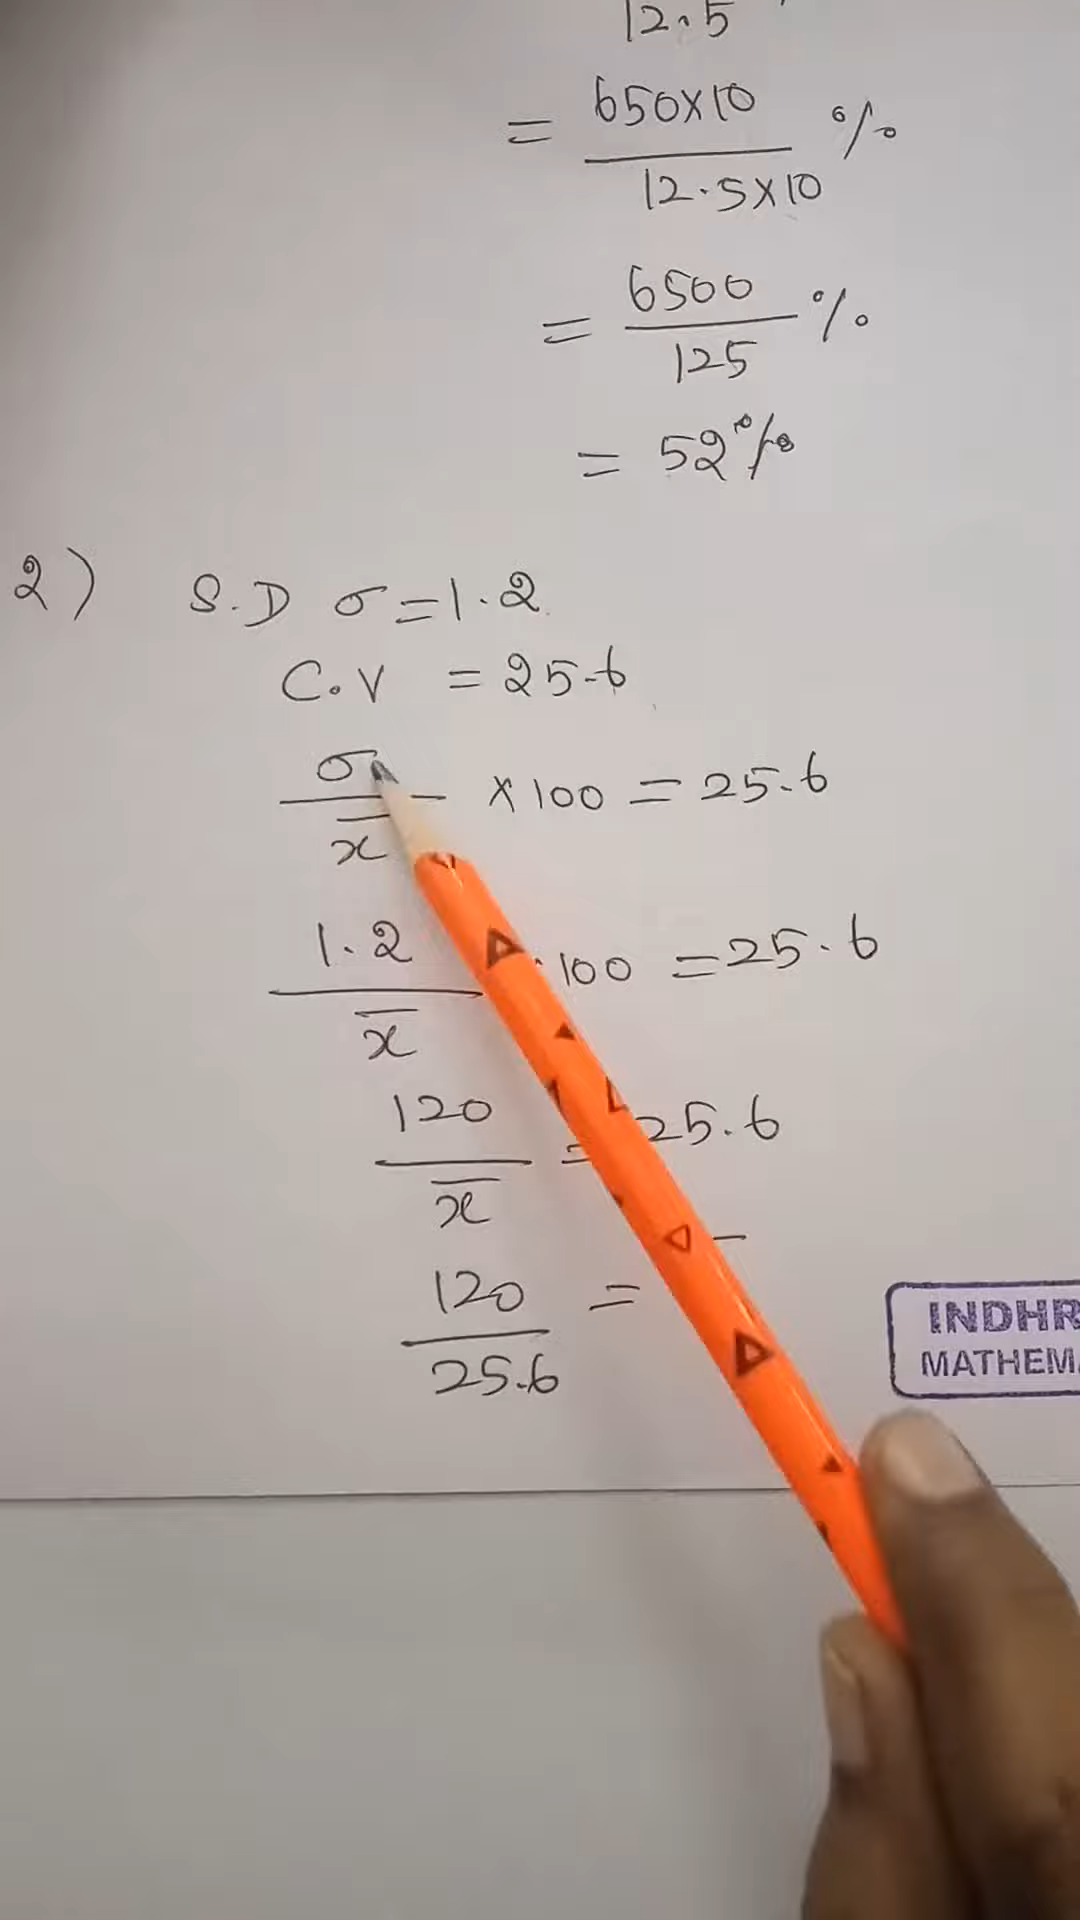 12.5
= 650×10 / 12.5×10 %
= 6500 / 125 %
= 52%
2) S.D σ = 1.2
C.V = 25.6
σ / x̄ × 100 = 25.6
1.2 / x̄ 100 = 25.6
120 / x̄ = 25.6
120 / 25.6 =
INDHR
MATHEM